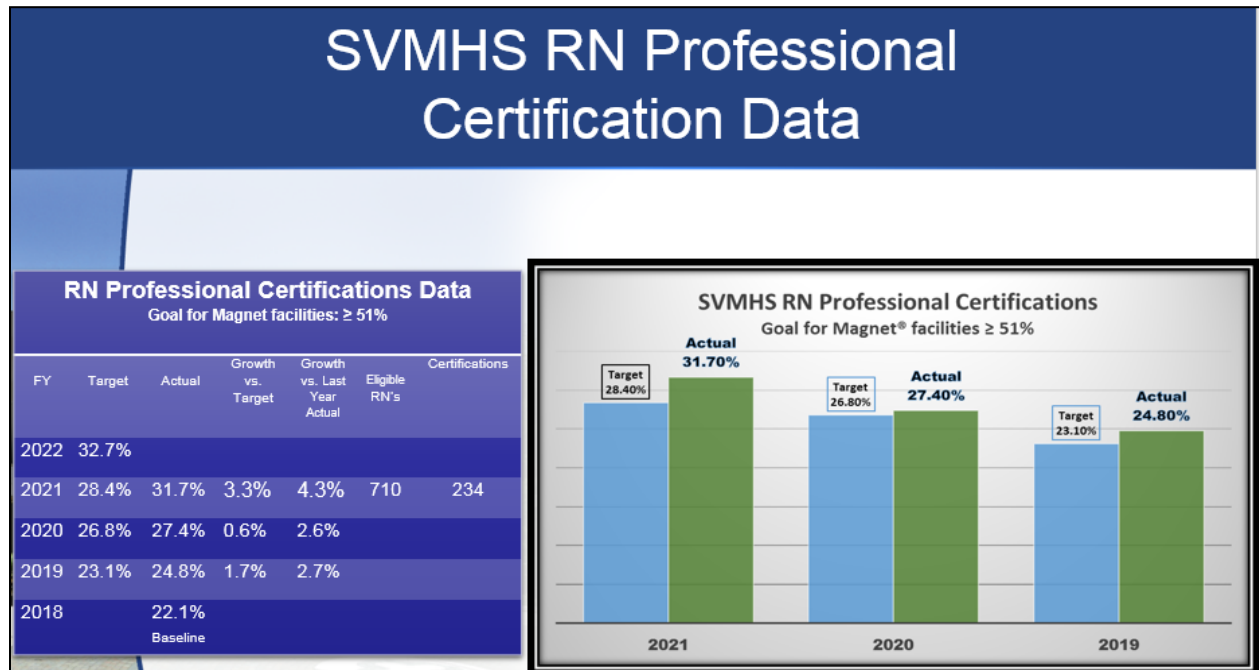 SVMHS RN Professional
Certification Data
RN Professional Certifications Data
Goal for Magnet facilities: ≥ 51%
FY Target Actual Growth vs. Target Growth vs. Last Year Actual Eligible RN's Certifications
2022 32.7%
2021 28.4% 31.7% 3.3% 4.3% 710 234
2020 26.8% 27.4% 0.6% 2.6%
2019 23.1% 24.8% 1.7% 2.7%
2018 22.1%
Baseline
SVMHS RN Professional Certifications
Goal for Magnet® facilities ≥ 51%
Target
28.40%
Actual
31.70%
Target
26.80%
Actual
27.40%
Target
23.10%
Actual
24.80%
2021 2020 2019